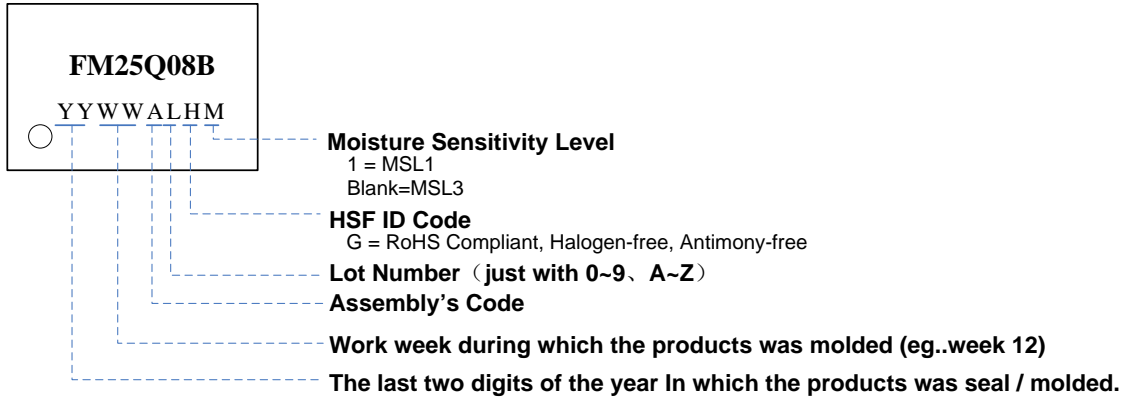 FM25Q08B
YYWWALHM
Moisture Sensitivity Level
1 = MSL1
Blank=MSL3
HSF ID Code
G = RoHS Compliant, Halogen-free, Antimony-free
Lot Number（just with 0~9、A~Z）
Assembly’s Code
Work week during which the products was molded (eg..week 12)
The last two digits of the year In which the products was seal / molded.